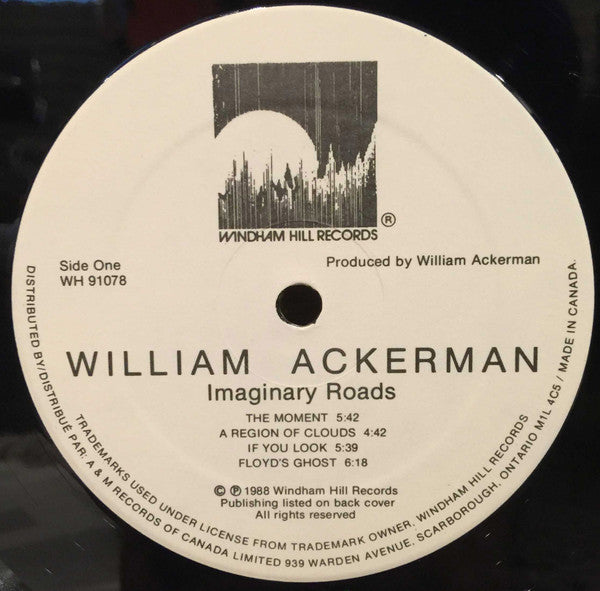 WINDHAM HILL RECORDS ®
Side One
WH 91078
Produced by William Ackerman
WILLIAM ACKERMAN
Imaginary Roads
THE MOMENT 5:42
A REGION OF CLOUDS 4:42
IF YOU LOOK 5:39
FLOYD'S GHOST 6:18
© ℗ 1988 Windham Hill Records
Publishing listed on back cover
All rights reserved
TRADEMARKS USED UNDER LICENSE FROM TRADEMARK OWNER, WINDHAM HILL RECORDS
DISTRIBUTED BY/DISTRIBUÉ PAR: A & M RECORDS OF CANADA LIMITED 939 WARDEN AVENUE, SCARBOROUGH, ONTARIO M1L 4C5 / MADE IN CANADA.